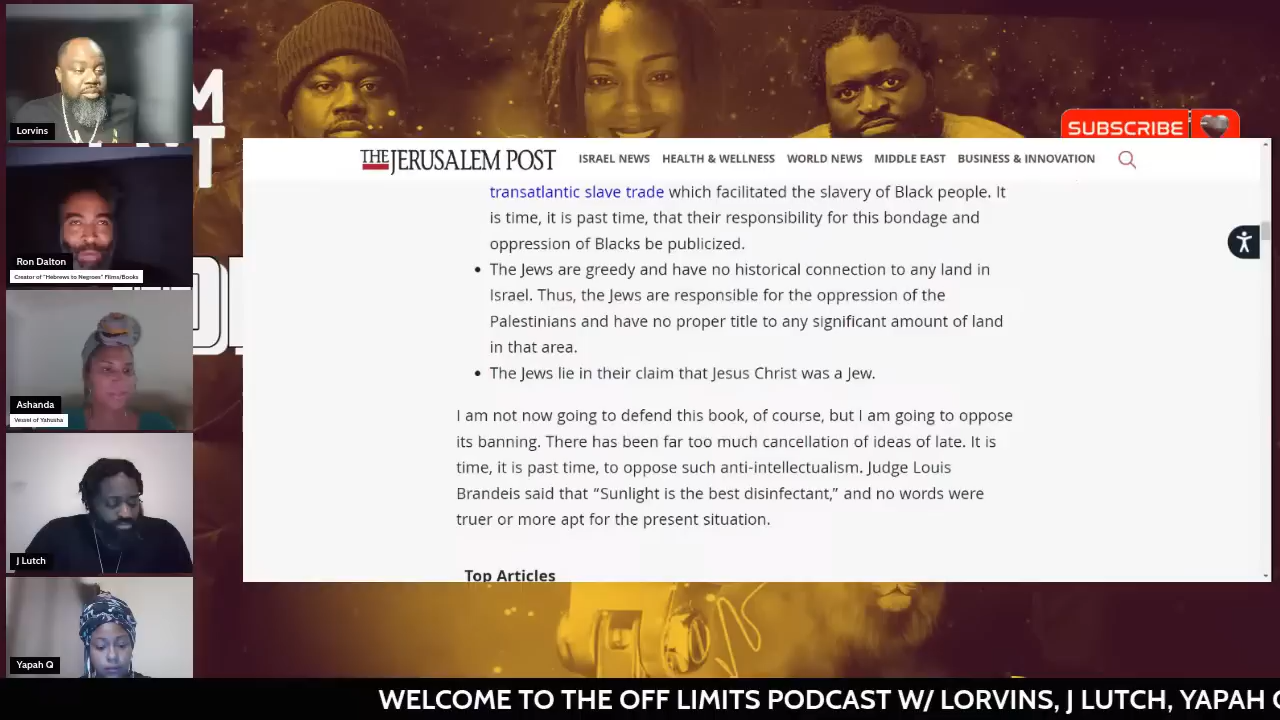 M
T
Lorvins
Ron Dalton
Creator of "Hebrews to Negroes" Films/Books
Ashanda
Vessel of Yahusha
J Lutch
Yapah Q
SUBSCRIBE
THE JERUSALEM POST
ISRAEL NEWS HEALTH & WELLNESS WORLD NEWS MIDDLE EAST BUSINESS & INNOVATION
transatlantic slave trade which facilitated the slavery of Black people. It
is time, it is past time, that their responsibility for this bondage and
oppression of Blacks be publicized.
• The Jews are greedy and have no historical connection to any land in
Israel. Thus, the Jews are responsible for the oppression of the
Palestinians and have no proper title to any significant amount of land
in that area.
• The Jews lie in their claim that Jesus Christ was a Jew.
I am not now going to defend this book, of course, but I am going to oppose
its banning. There has been far too much cancellation of ideas of late. It is
time, it is past time, to oppose such anti-intellectualism. Judge Louis
Brandeis said that “Sunlight is the best disinfectant,” and no words were
truer or more apt for the present situation.
Top Articles
WELCOME TO THE OFF LIMITS PODCAST W/ LORVINS, J LUTCH, YAPAH